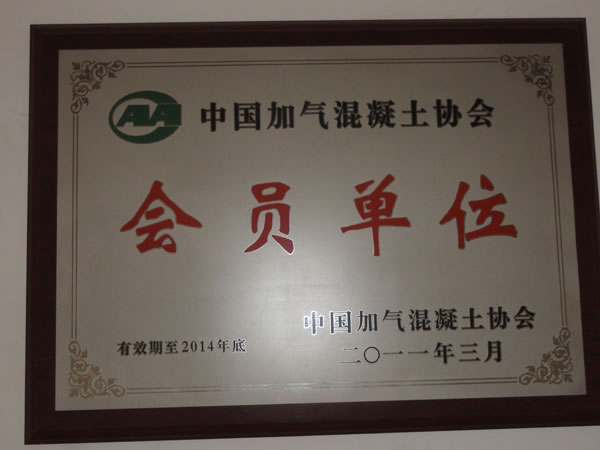 CAA 中国加气混凝土协会
会员单位
中国加气混凝土协会
有效期至2014年底
二〇一一年三月